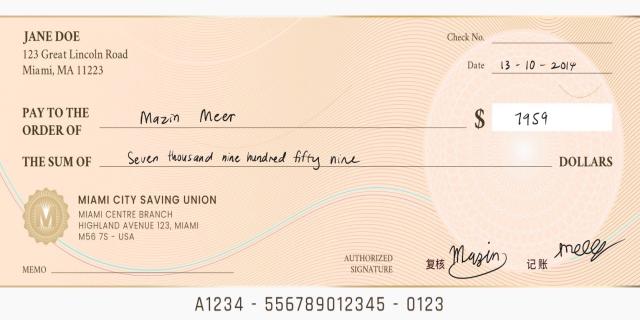 JANE DOE
123 Great Lincoln Road
Miami, MA 11223
Check No.
Date 13 - 10 - 2014
PAY TO THE
ORDER OF Mazin Meer
$ 7959
THE SUM OF Seven thousand nine hundred fifty nine DOLLARS
M
MIAMI CITY SAVING UNION
MIAMI CENTRE BRANCH
HIGHLAND AVENUE 123, MIAMI
M56 7S - USA
MEMO
AUTHORIZED
SIGNATURE
复核 Mazin 记账
A1234 - 556789012345 - 0123